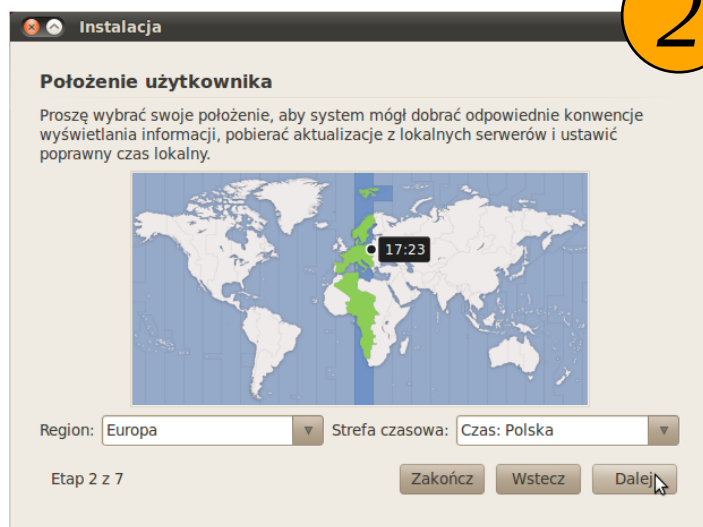 Instalacja
2
Położenie użytkownika
Proszę wybrać swoje położenie, aby system mógł dobrać odpowiednie konwencje
wyświetlania informacji, pobierać aktualizacje z lokalnych serwerów i ustawić
poprawny czas lokalny.
17:23
Region: Europa Strefa czasowa: Czas: Polska
Etap 2 z 7 Zakończ Wstecz Dalej